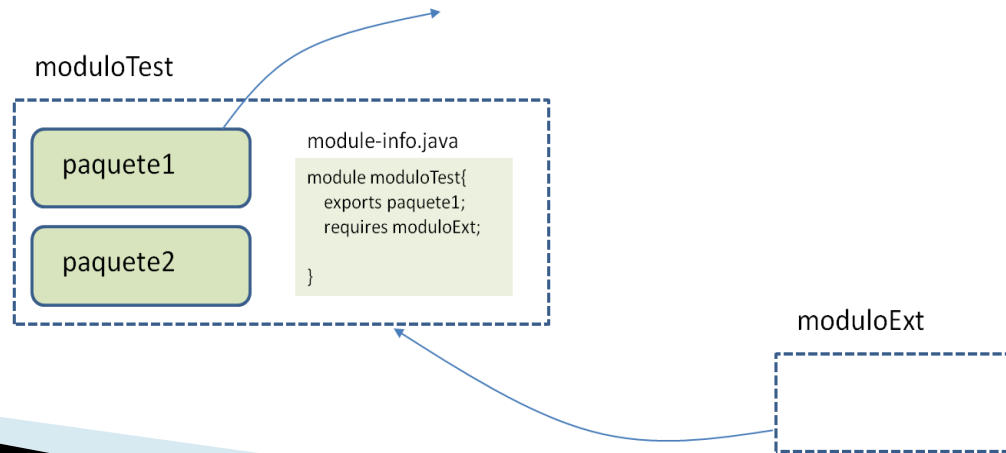 moduloTest
paquete1
paquete2
module-info.java
module moduloTest{
exports paquete1;
requires moduloExt;
}
moduloExt